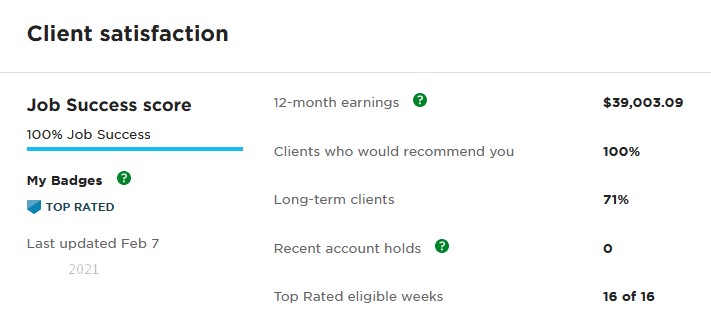 Client satisfaction
Job Success score
100% Job Success
My Badges ?
TOP RATED
Last updated Feb 7
2021
12-month earnings ? $39,003.09
Clients who would recommend you 100%
Long-term clients 71%
Recent account holds ? 0
Top Rated eligible weeks 16 of 16